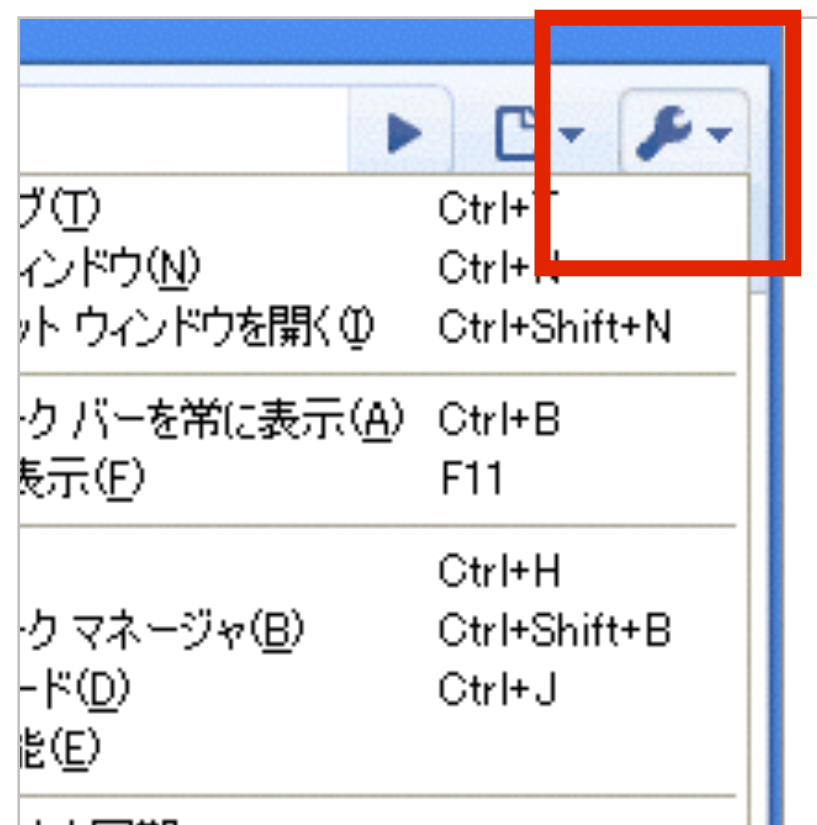 ブ(T) Ctrl+T
ィンドウ(N) Ctrl+N
ット ウィンドウを開く(I) Ctrl+Shift+N
ク バーを常に表示(A) Ctrl+B
表示(F) F11
Ctrl+H
ク マネージャ(B) Ctrl+Shift+B
ード(D) Ctrl+J
能(E)